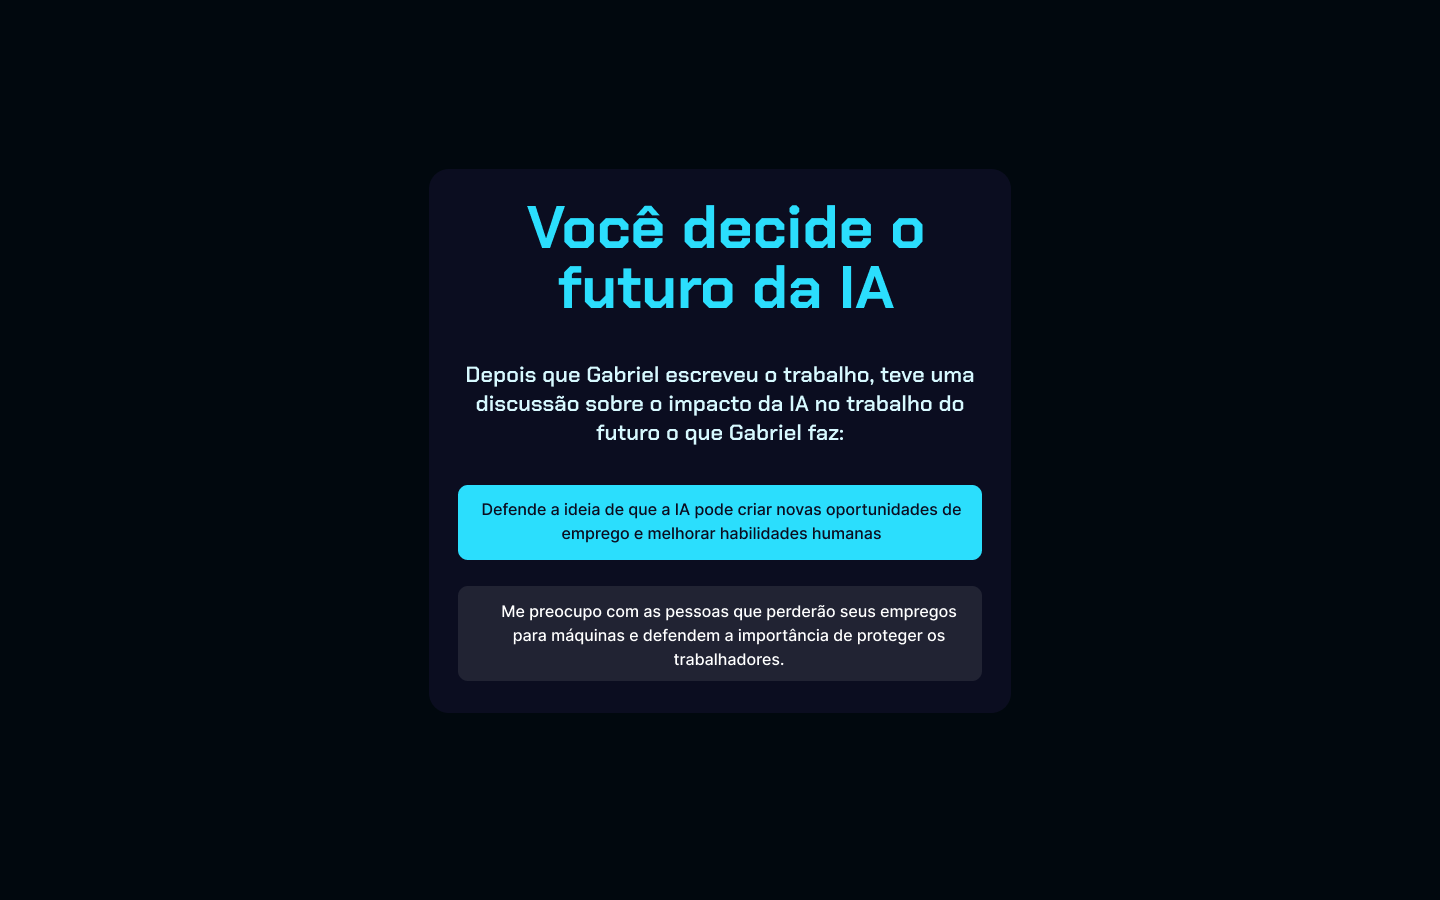 Você decide o
futuro da IA
Depois que Gabriel escreveu o trabalho, teve uma
discussão sobre o impacto da IA no trabalho do
futuro o que Gabriel faz:
Defende a ideia de que a IA pode criar novas oportunidades de
emprego e melhorar habilidades humanas
Me preocupo com as pessoas que perderão seus empregos
para máquinas e defendem a importância de proteger os
trabalhadores.